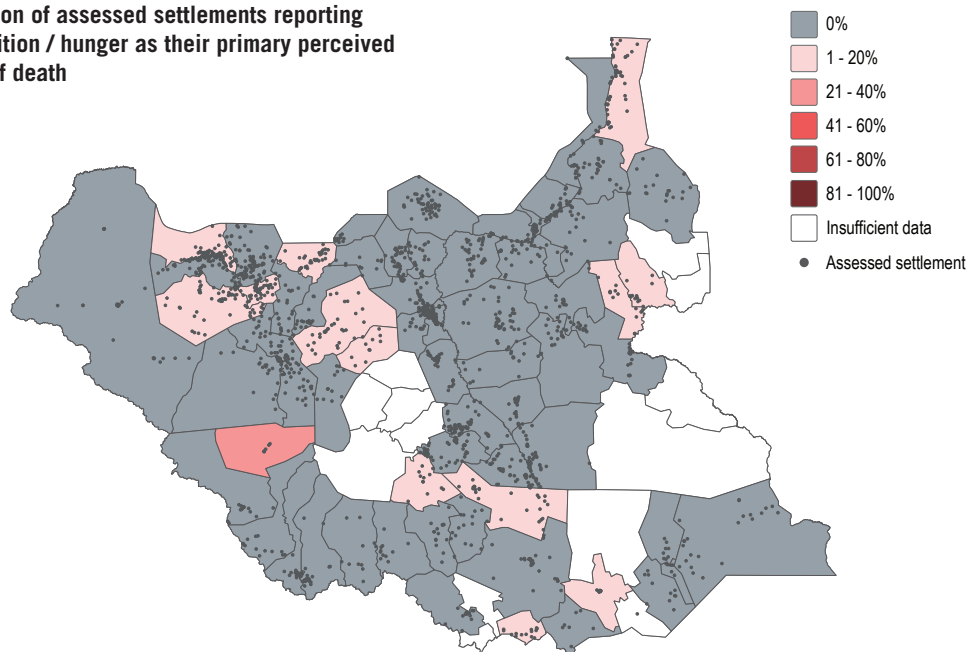 on of assessed settlements reporting
ition / hunger as their primary perceived
f death
0%
1 - 20%
21 - 40%
41 - 60%
61 - 80%
81 - 100%
Insufficient data
Assessed settlement